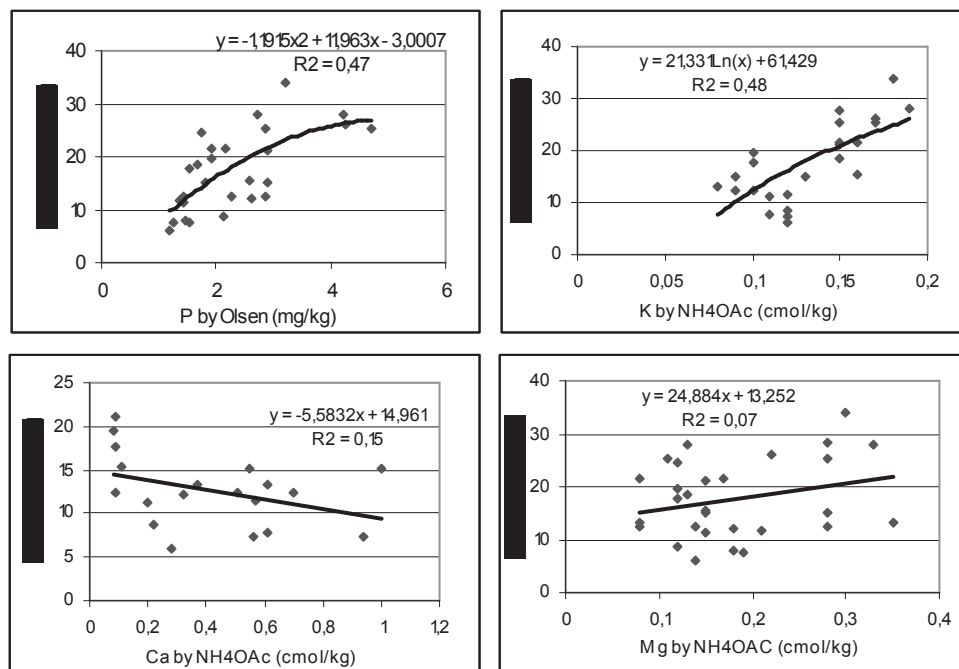 y = -1,1915x2 + 11,963x - 3,0007
R2 = 0,47
40
30
20
10
0
0 2 4 6
P by Olsen (mg/kg)
y = 21,331Ln(x) + 61,429
R2 = 0,48
40
30
20
10
0
0 0,05 0,1 0,15 0,2
K by NH4OAc (cmol/kg)
25
20
15
10
5
0
y = -5,5832x + 14,961
R2 = 0,15
0 0,2 0,4 0,6 0,8 1 1,2
Ca by NH4OAc (cmol/kg)
40
30
20
10
0
y = 24,884x + 13,252
R2 = 0,07
0 0,1 0,2 0,3 0,4
Mg by NH4OAC (cmol/kg)